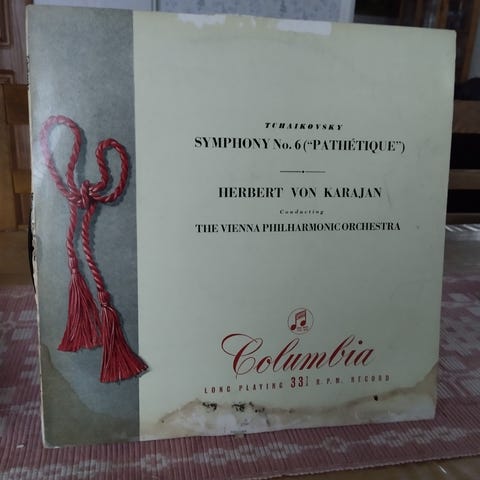 TCHAIKOVSKY
SYMPHONY No. 6 ("PATHÉTIQUE")
HERBERT VON KARAJAN
Conducting
THE VIENNA PHILHARMONIC ORCHESTRA
Columbia
LONG PLAYING 33⅓ R.P.M. RECORD